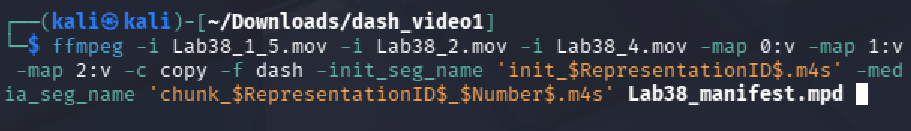 ┌──(kali㉿kali)-[~/Downloads/dash_video1]
└─$ ffmpeg -i Lab38_1_5.mov -i Lab38_2.mov -i Lab38_4.mov -map 0:v -map 1:v
 -map 2:v -c copy -f dash -init_seg_name 'init_$RepresentationID$.m4s' -med
ia_seg_name 'chunk_$RepresentationID$_$Number$.m4s' Lab38_manifest.mpd